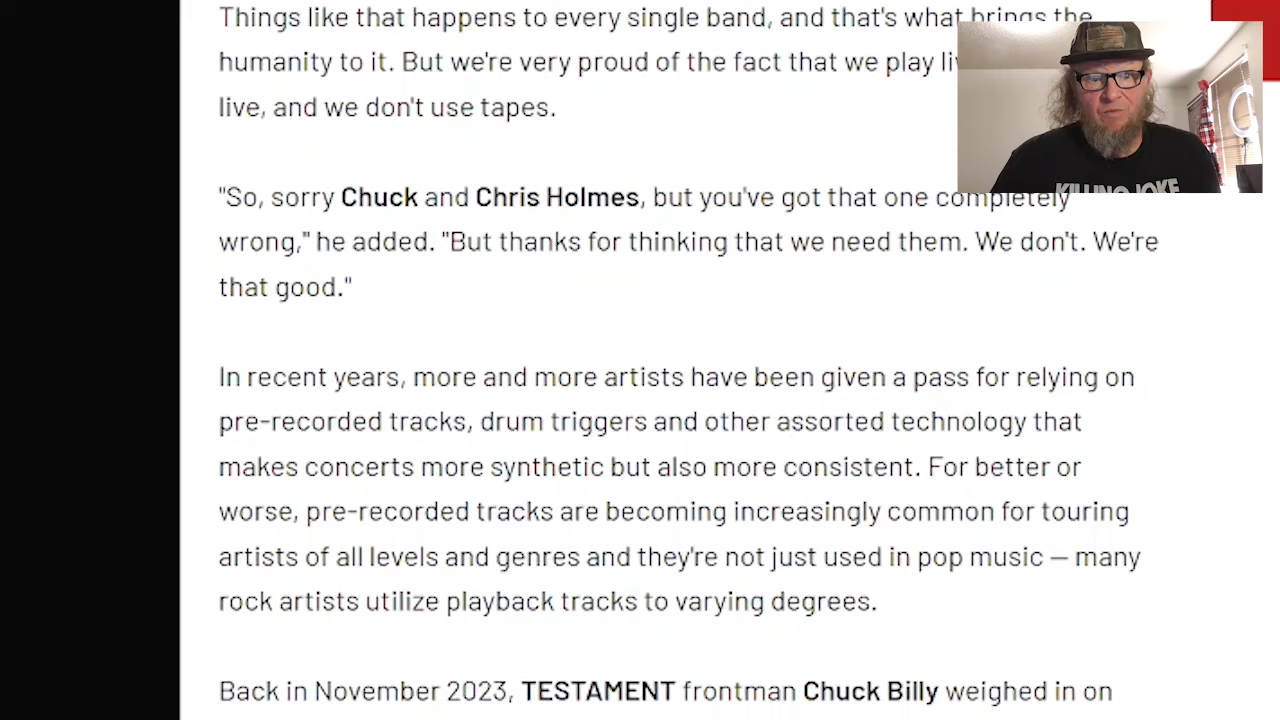 Things like that happens to every single band, and that's what brings the
humanity to it. But we're very proud of the fact that we play
live, and we don't use tapes.
"So, sorry Chuck and Chris Holmes, but you've got that one completely
wrong," he added. "But thanks for thinking that we need them. We don't. We're
that good."
In recent years, more and more artists have been given a pass for relying on
pre-recorded tracks, drum triggers and other assorted technology that
makes concerts more synthetic but also more consistent. For better or
worse, pre-recorded tracks are becoming increasingly common for touring
artists of all levels and genres and they're not just used in pop music — many
rock artists utilize playback tracks to varying degrees.
Back in November 2023, TESTAMENT frontman Chuck Billy weighed in on
KILLING JOKE